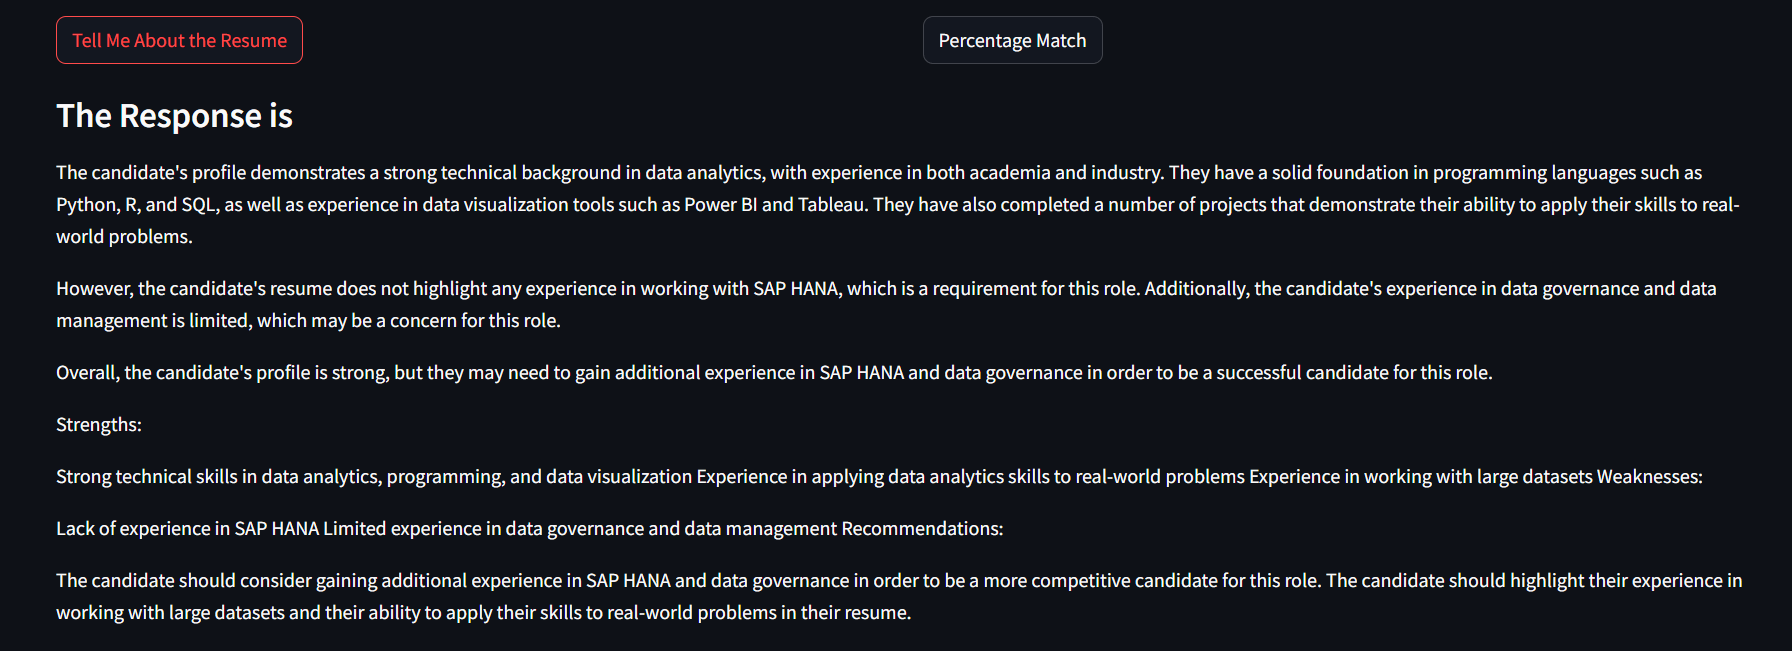 Tell Me About the Resume
Percentage Match
The Response is
The candidate's profile demonstrates a strong technical background in data analytics, with experience in both academia and industry. They have a solid foundation in programming languages such as
Python, R, and SQL, as well as experience in data visualization tools such as Power BI and Tableau. They have also completed a number of projects that demonstrate their ability to apply their skills to real-
world problems.
However, the candidate's resume does not highlight any experience in working with SAP HANA, which is a requirement for this role. Additionally, the candidate's experience in data governance and data
management is limited, which may be a concern for this role.
Overall, the candidate's profile is strong, but they may need to gain additional experience in SAP HANA and data governance in order to be a successful candidate for this role.
Strengths:
Strong technical skills in data analytics, programming, and data visualization Experience in applying data analytics skills to real-world problems Experience in working with large datasets Weaknesses:
Lack of experience in SAP HANA Limited experience in data governance and data management Recommendations:
The candidate should consider gaining additional experience in SAP HANA and data governance in order to be a more competitive candidate for this role. The candidate should highlight their experience in
working with large datasets and their ability to apply their skills to real-world problems in their resume.